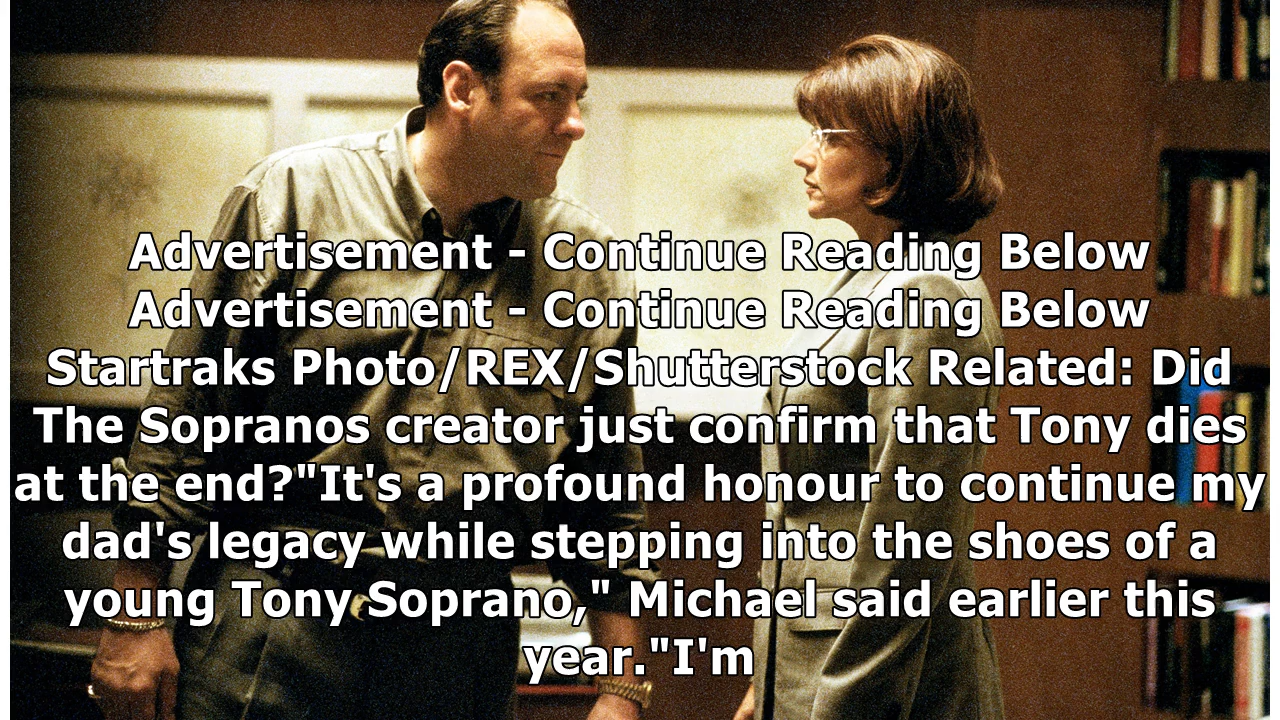 Advertisement - Continue Reading Below
Advertisement - Continue Reading Below
Startraks Photo/REX/Shutterstock Related: Did
The Sopranos creator just confirm that Tony dies
at the end?"It's a profound honour to continue my
dad's legacy while stepping into the shoes of a
young Tony Soprano," Michael said earlier this
year."I'm